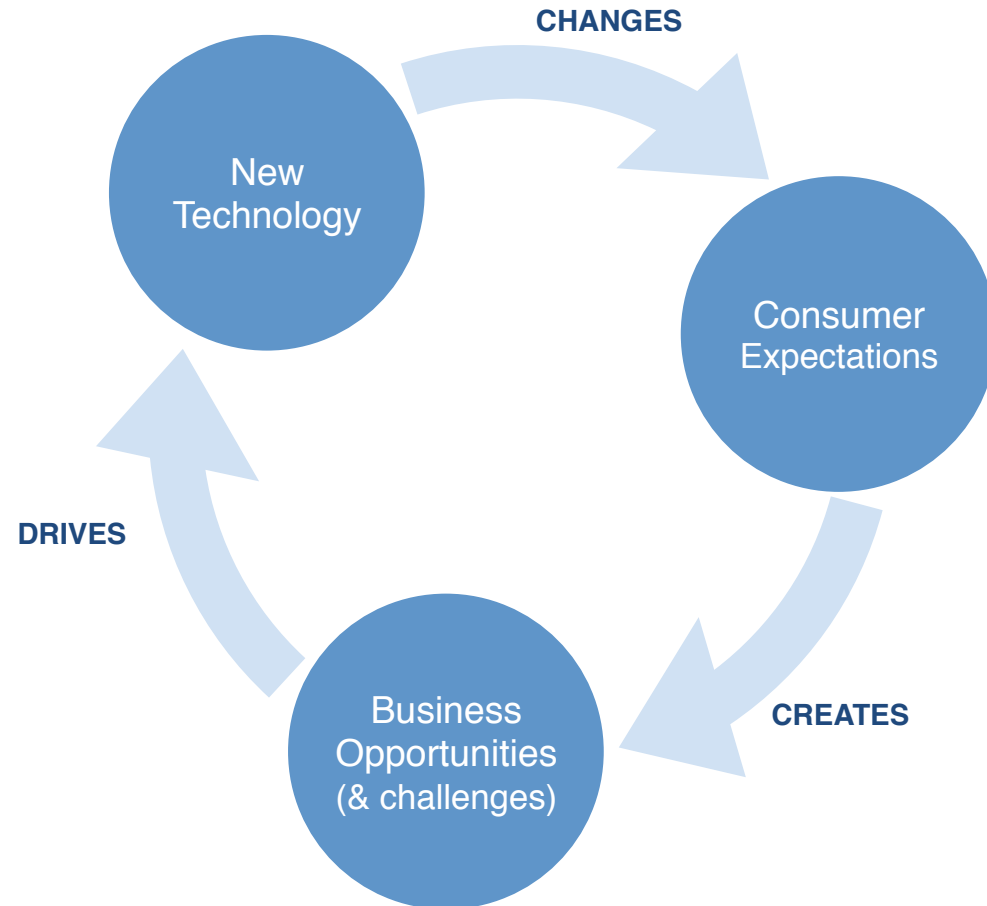 CHANGES
New
Technology
Consumer
Expectations
DRIVES
Business
Opportunities
(& challenges)
CREATES